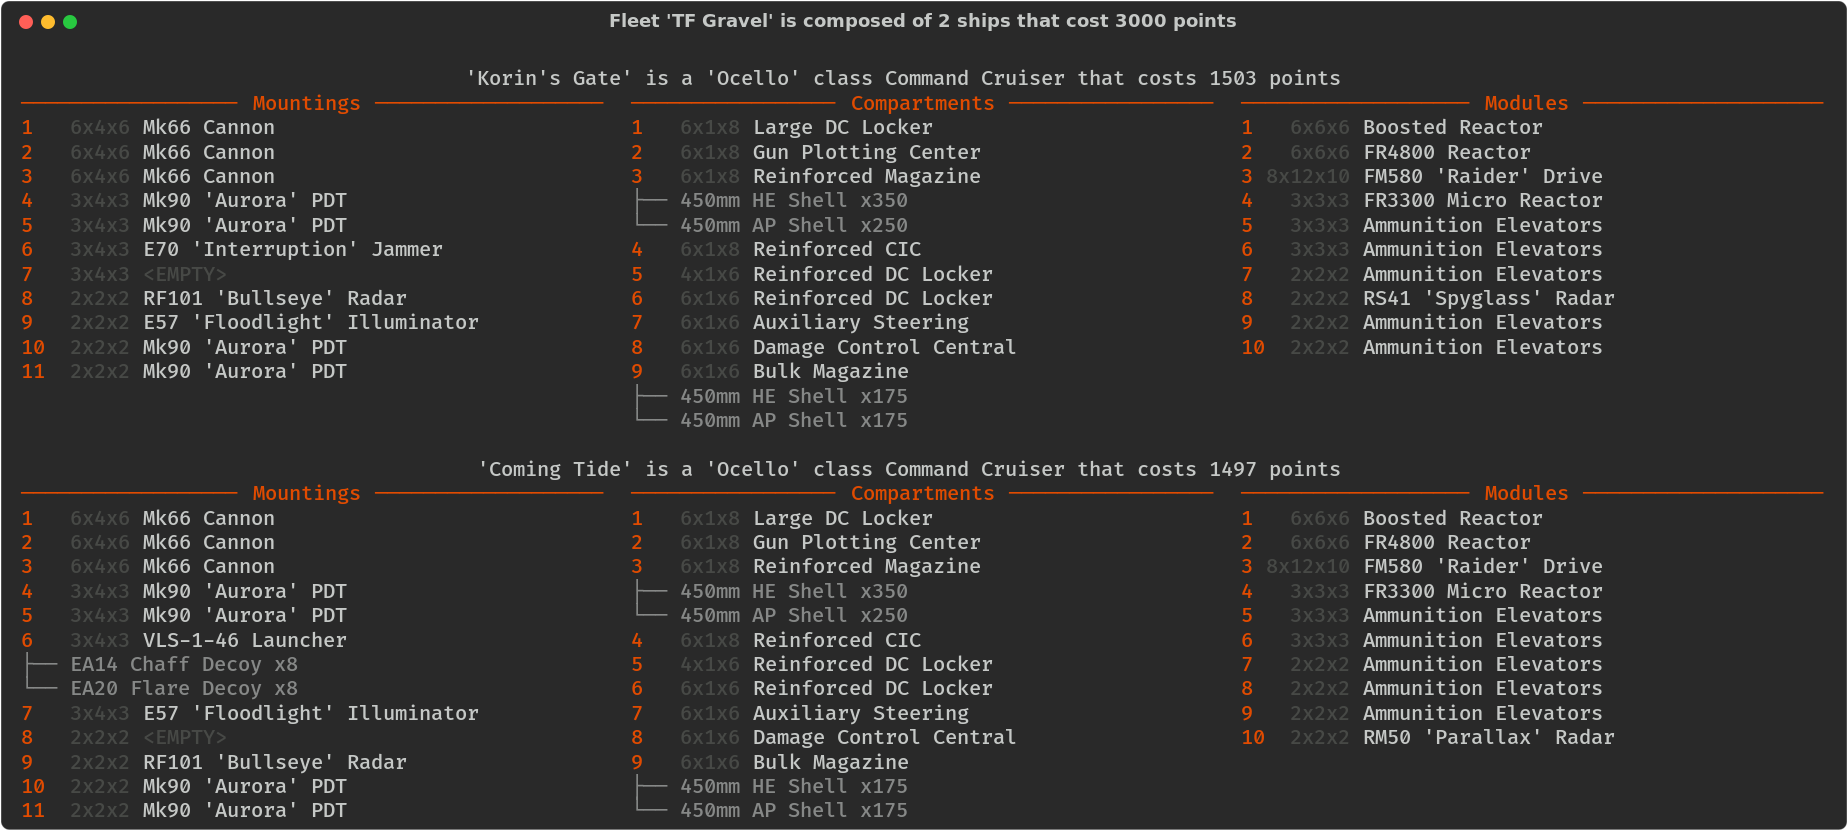 Fleet 'TF Gravel' is composed of 2 ships that cost 3000 points
'Korin's Gate' is a 'Ocello' class Command Cruiser that costs 1503 points
Mountings Compartments Modules
1 6x4x6 Mk66 Cannon 1 6x1x8 Large DC Locker 1 6x6x6 Boosted Reactor
2 6x4x6 Mk66 Cannon 2 6x1x8 Gun Plotting Center 2 6x6x6 FR4800 Reactor
3 6x4x6 Mk66 Cannon 3 6x1x8 Reinforced Magazine 3 8x12x10 FM580 'Raider' Drive
4 3x4x3 Mk90 'Aurora' PDT ├── 450mm HE Shell x350 4 3x3x3 FR3300 Micro Reactor
5 3x4x3 Mk90 'Aurora' PDT └── 450mm AP Shell x250 5 3x3x3 Ammunition Elevators
6 3x4x3 E70 'Interruption' Jammer 4 6x1x8 Reinforced CIC 6 3x3x3 Ammunition Elevators
7 3x4x3 <EMPTY> 5 4x1x6 Reinforced DC Locker 7 2x2x2 Ammunition Elevators
8 2x2x2 RF101 'Bullseye' Radar 6 6x1x6 Reinforced DC Locker 8 2x2x2 RS41 'Spyglass' Radar
9 2x2x2 E57 'Floodlight' Illuminator 7 6x1x6 Auxiliary Steering 9 2x2x2 Ammunition Elevators
10 2x2x2 Mk90 'Aurora' PDT 8 6x1x6 Damage Control Central 10 2x2x2 Ammunition Elevators
11 2x2x2 Mk90 'Aurora' PDT 9 6x1x6 Bulk Magazine
├── 450mm HE Shell x175
└── 450mm AP Shell x175
'Coming Tide' is a 'Ocello' class Command Cruiser that costs 1497 points
Mountings Compartments Modules
1 6x4x6 Mk66 Cannon 1 6x1x8 Large DC Locker 1 6x6x6 Boosted Reactor
2 6x4x6 Mk66 Cannon 2 6x1x8 Gun Plotting Center 2 6x6x6 FR4800 Reactor
3 6x4x6 Mk66 Cannon 3 6x1x8 Reinforced Magazine 3 8x12x10 FM580 'Raider' Drive
4 3x4x3 Mk90 'Aurora' PDT ├── 450mm HE Shell x350 4 3x3x3 FR3300 Micro Reactor
5 3x4x3 Mk90 'Aurora' PDT └── 450mm AP Shell x250 5 3x3x3 Ammunition Elevators
6 3x4x3 VLS-1-46 Launcher 4 6x1x8 Reinforced CIC 6 3x3x3 Ammunition Elevators
├── EA14 Chaff Decoy x8 5 4x1x6 Reinforced DC Locker 7 2x2x2 Ammunition Elevators
└── EA20 Flare Decoy x8 6 6x1x6 Reinforced DC Locker 8 2x2x2 Ammunition Elevators
7 3x4x3 E57 'Floodlight' Illuminator 7 6x1x6 Auxiliary Steering 9 2x2x2 Ammunition Elevators
8 2x2x2 <EMPTY> 8 6x1x6 Damage Control Central 10 2x2x2 RM50 'Parallax' Radar
9 2x2x2 RF101 'Bullseye' Radar 9 6x1x6 Bulk Magazine
10 2x2x2 Mk90 'Aurora' PDT ├── 450mm HE Shell x175
11 2x2x2 Mk90 'Aurora' PDT └── 450mm AP Shell x175